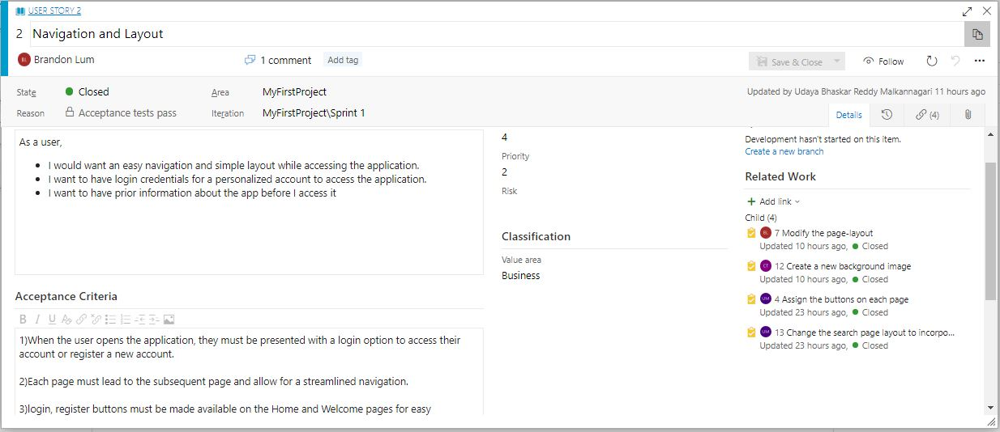 USER STORY 2
2 Navigation and Layout
BL Brandon Lum
1 comment
Add tag
Save & Close
Follow
State
Closed
Area
MyFirstProject
Updated by Udaya Bhaskar Reddy Malkannagari 11 hours ago
Reason
Acceptance tests pass
Iteration
MyFirstProject\Sprint 1
Details
(4)
As a user,
• I would want an easy navigation and simple layout while accessing the application.
• I want to have login credentials for a personalized account to access the application.
• I want to have prior information about the app before I access it
Acceptance Criteria
B I U
1)When the user opens the application, they must be presented with a login option to access their
account or register a new account.
2)Each page must lead to the subsequent page and allow for a streamlined navigation.
3)login, register buttons must be made available on the Home and Welcome pages for easy
4
Priority
2
Risk
Classification
Value area
Business
Development hasn't started on this item.
Create a new branch
Related Work
+ Add link
Child (4)
BL 7 Modify the page-layout
Updated 10 hours ago, Closed
CT 12 Create a new background image
Updated 10 hours ago, Closed
UM 4 Assign the buttons on each page
Updated 23 hours ago, Closed
UM 13 Change the search page layout to incorpo...
Updated 23 hours ago, Closed